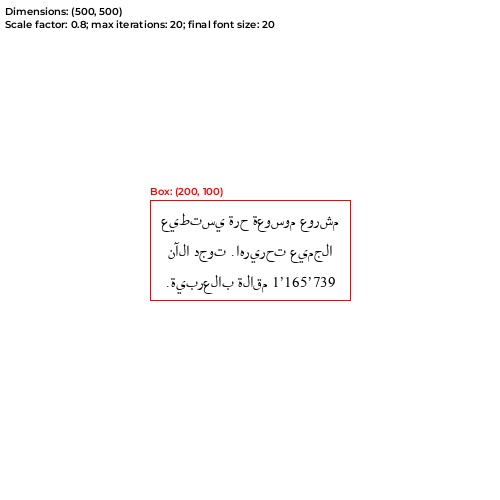 Dimensions: (500, 500)
Scale factor: 0.8; max iterations: 20; final font size: 20
Box: (200, 100)
مشروع موسوعة حرة يستطيع
الجميع تحريرها. توجد الآن
1'165'739 مقالة بالعربية.